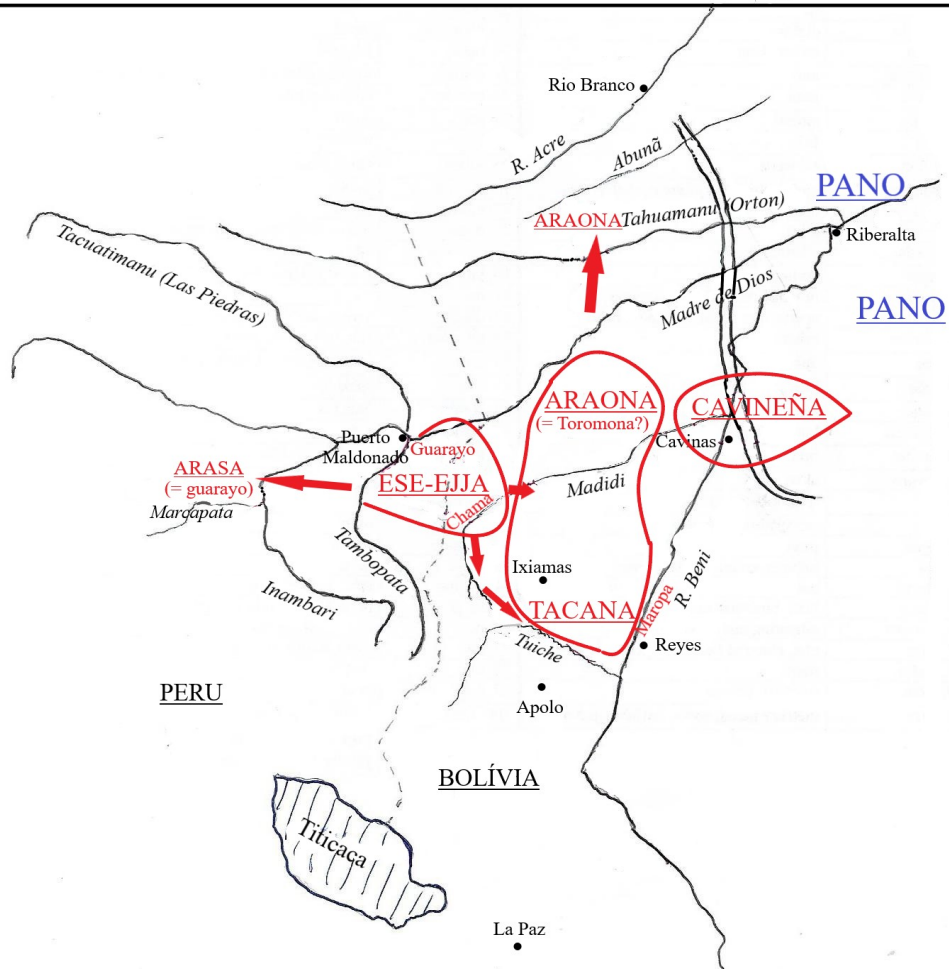 Rio Branco
R. Acre
Abunã
PANO
ARAONA
Tahuamanu (Orton)
Riberalta
Tacuatimanu (Las Piedras)
Madre de Dios
PANO
ARAONA
(= Toromona?)
CAVINEÑA
Cavinas
Puerto
Maldonado
Guarayo
ARASA
(= guarayo)
ESE-EJJA
Madidi
Marcapata
Chama
Tambopata
Ixiamas
Inambari
TACANA
Maropa
R. Beni
Tuiche
Reyes
PERU
Apolo
BOLÍVIA
Titicaca
La Paz